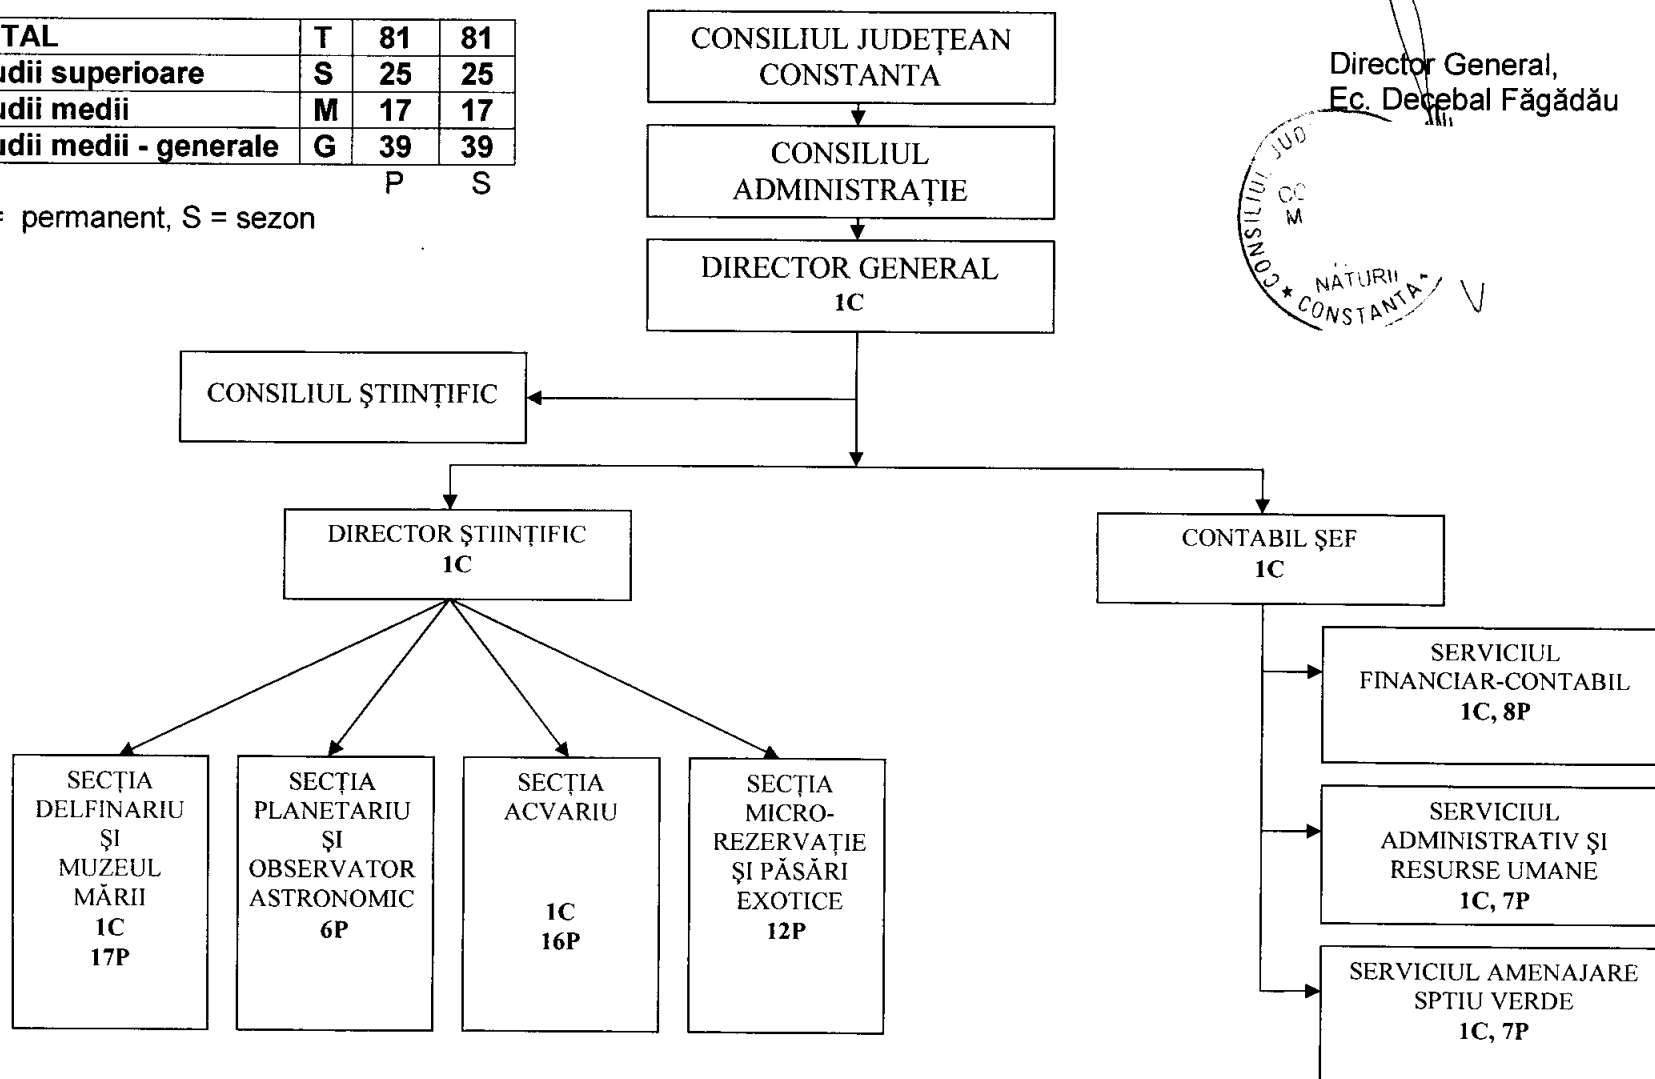 TAL T 81 81
udii superioare S 25 25
udii medii M 17 17
udii medii - generale G 39 39
P S
= permanent, S = sezon
CONSILIUL JUDEȚEAN
CONSTANTA
CONSILIUL
ADMINISTRAȚIE
DIRECTOR GENERAL
1C
Director General,
Ec. Decebal Făgădău
CONSILIUL JUD
CO
M
NATURII
* CONSTANTA *
CONSILIUL ȘTIINȚIFIC
DIRECTOR ȘTIINȚIFIC
1C
CONTABIL ȘEF
1C
SECȚIA
DELFINARIU
ȘI
MUZEUL
MĂRII
1C
17P
SECȚIA
PLANETARIU
ȘI
OBSERVATOR
ASTRONOMIC
6P
SECȚIA
ACVARIU
1C
16P
SECȚIA
MICRO-
REZERVAȚIE
ȘI PĂSĂRI
EXOTICE
12P
SERVICIUL
FINANCIAR-CONTABIL
1C, 8P
SERVICIUL
ADMINISTRATIV ȘI
RESURSE UMANE
1C, 7P
SERVICIUL AMENAJARE
SPTIU VERDE
1C, 7P